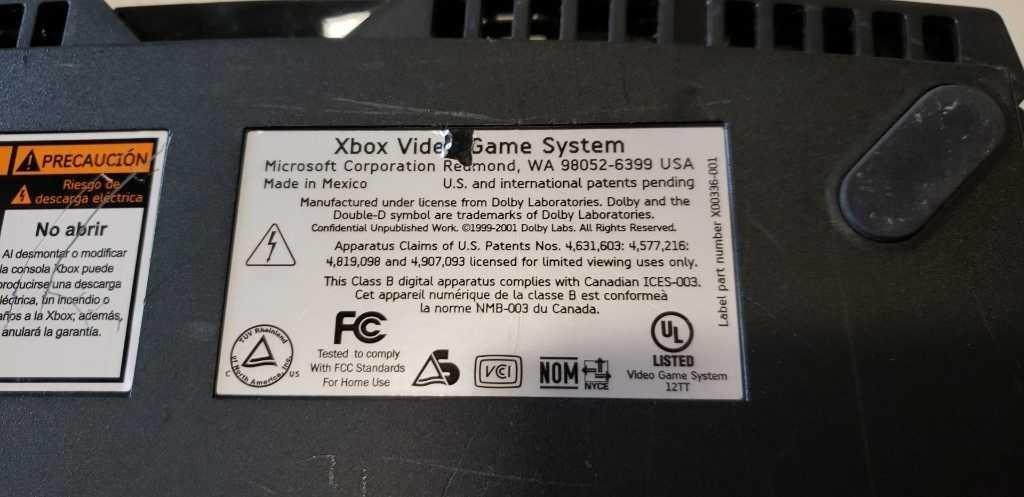 PRECAUCIÓN
Riesgo de
descarga eléctrica
No abrir
Al desmontar o modificar
la consola Xbox puede
producirse una descarga
eléctrica, un incendio o
años a la Xbox; además,
anulará la garantía.
Xbox Video Game System
Microsoft Corporation Redmond, WA 98052-6399 USA
Made in Mexico U.S. and international patents pending
Manufactured under license from Dolby Laboratories. Dolby and the
Double-D symbol are trademarks of Dolby Laboratories.
Confidential Unpublished Work. ©1999-2001 Dolby Labs. All Rights Reserved.
Apparatus Claims of U.S. Patents Nos. 4,631,603; 4,577,216;
4,819,098 and 4,907,093 licensed for limited viewing uses only.
This Class B digital apparatus complies with Canadian ICES-003.
Cet appareil numérique de la classe B est conformeà
la norme NMB-003 du Canada.
Label part number X00336-001
TÜV Rheinland
of North America, Inc.
C US
FC
Tested to comply
With FCC Standards
For Home Use
VCI
NOM
NYCE
UL
LISTED
Video Game System
12TT